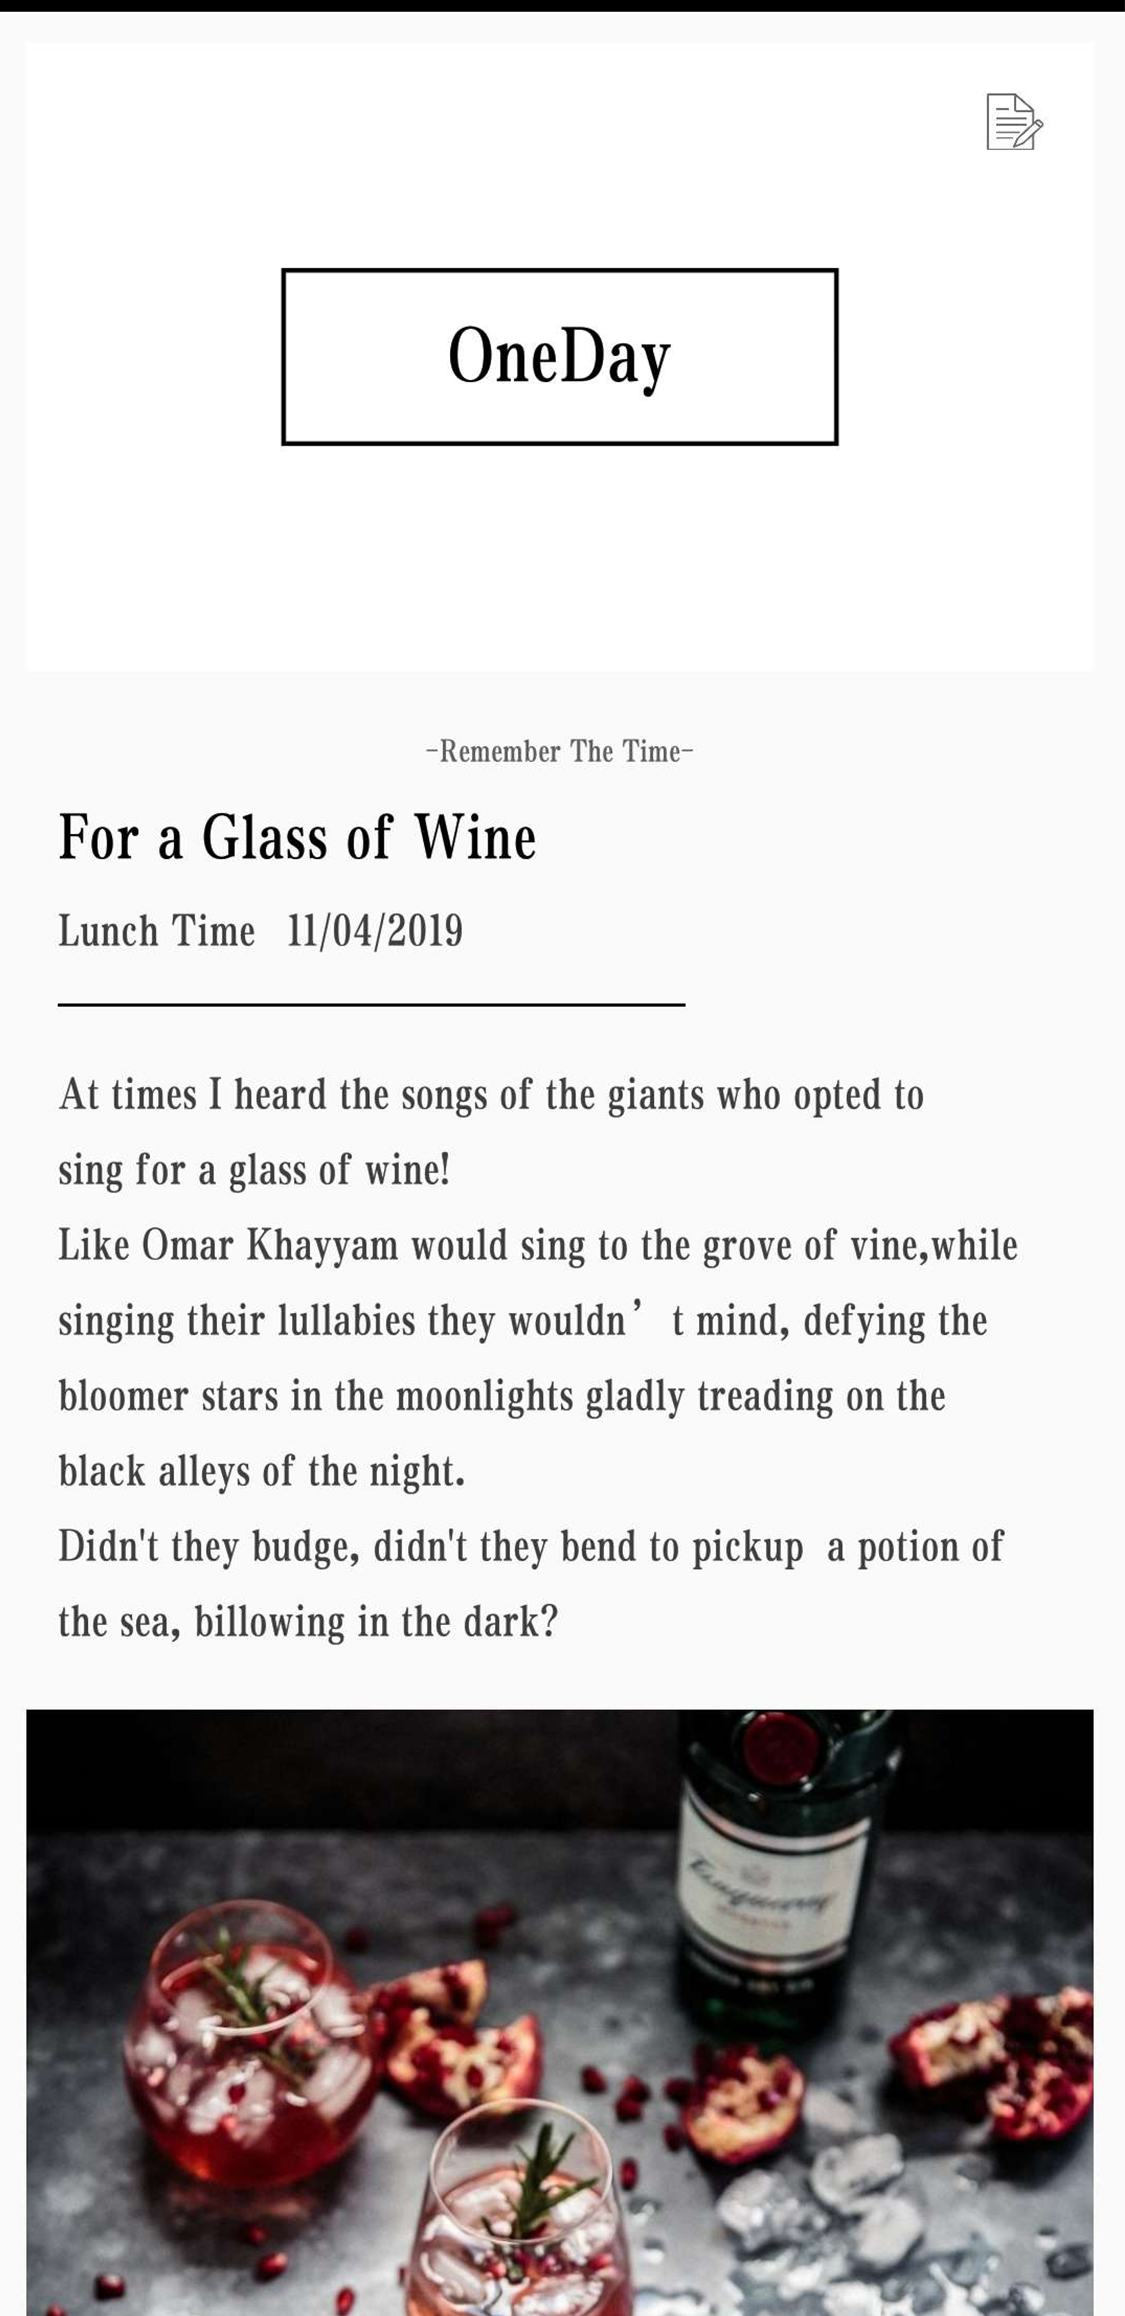 OneDay
-Remember The Time-
For a Glass of Wine
Lunch Time 11/04/2019
At times I heard the songs of the giants who opted to
sing for a glass of wine!
Like Omar Khayyam would sing to the grove of vine,while
singing their lullabies they wouldn’ t mind, defying the
bloomer stars in the moonlights gladly treading on the
black alleys of the night.
Didn't they budge, didn't they bend to pickup  a potion of
the sea, billowing in the dark?
Tanqueray